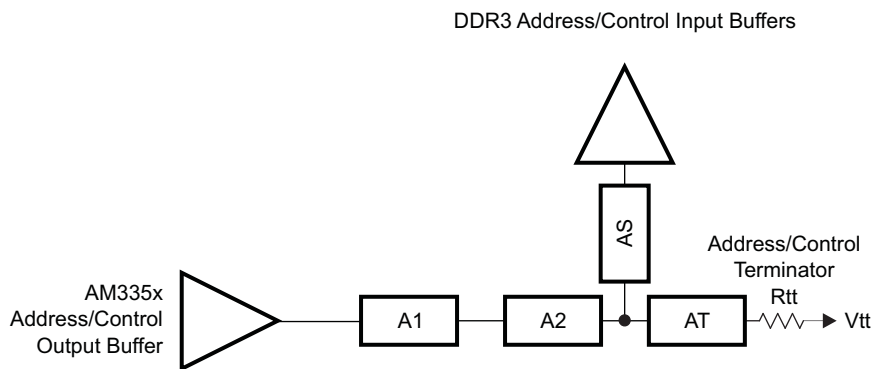 DDR3 Address/Control Input Buffers
AS
Address/Control
Terminator
Rtt
AM335x
Address/Control
Output Buffer
A1
A2
AT
Vtt